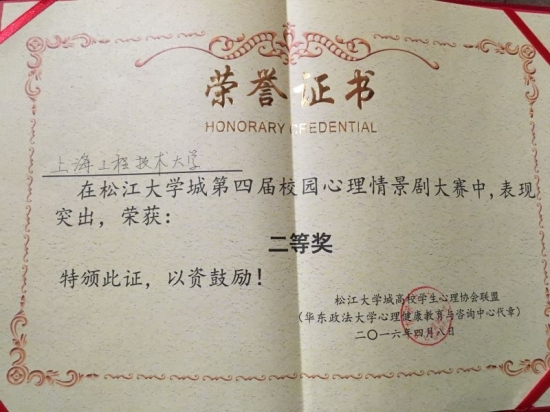 荣誉证书
HONORARY CREDENTIAL
上海工程技术大学
在松江大学城第四届校园心理情景剧大赛中,表现
突出，荣获：
二等奖
特颁此证，以资鼓励！
松江大学城高校学生心理协会联盟
（华东政法大学心理健康教育与咨询中心代章）
二〇一六年四月八日